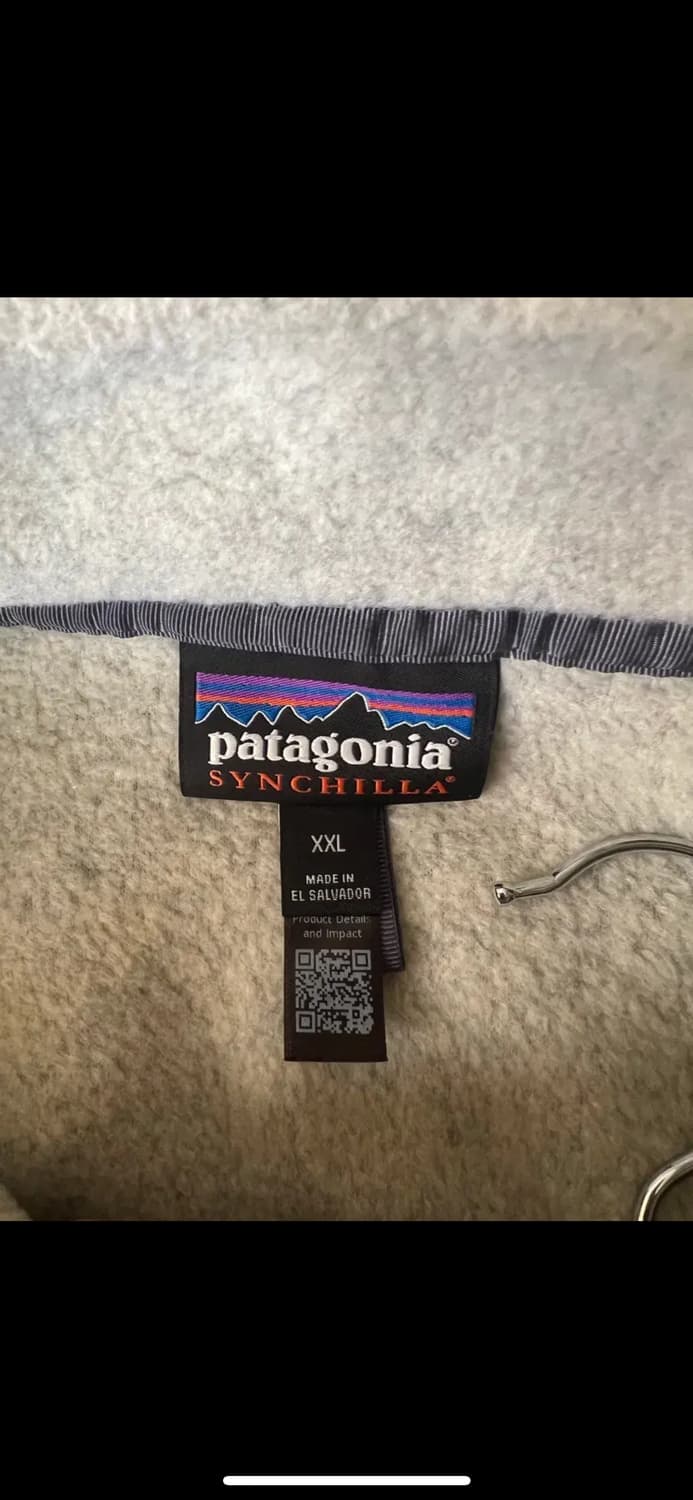 patagonia®
SYNCHILLA®
XXL
MADE IN
EL SALVADOR
Product Details
and Impact